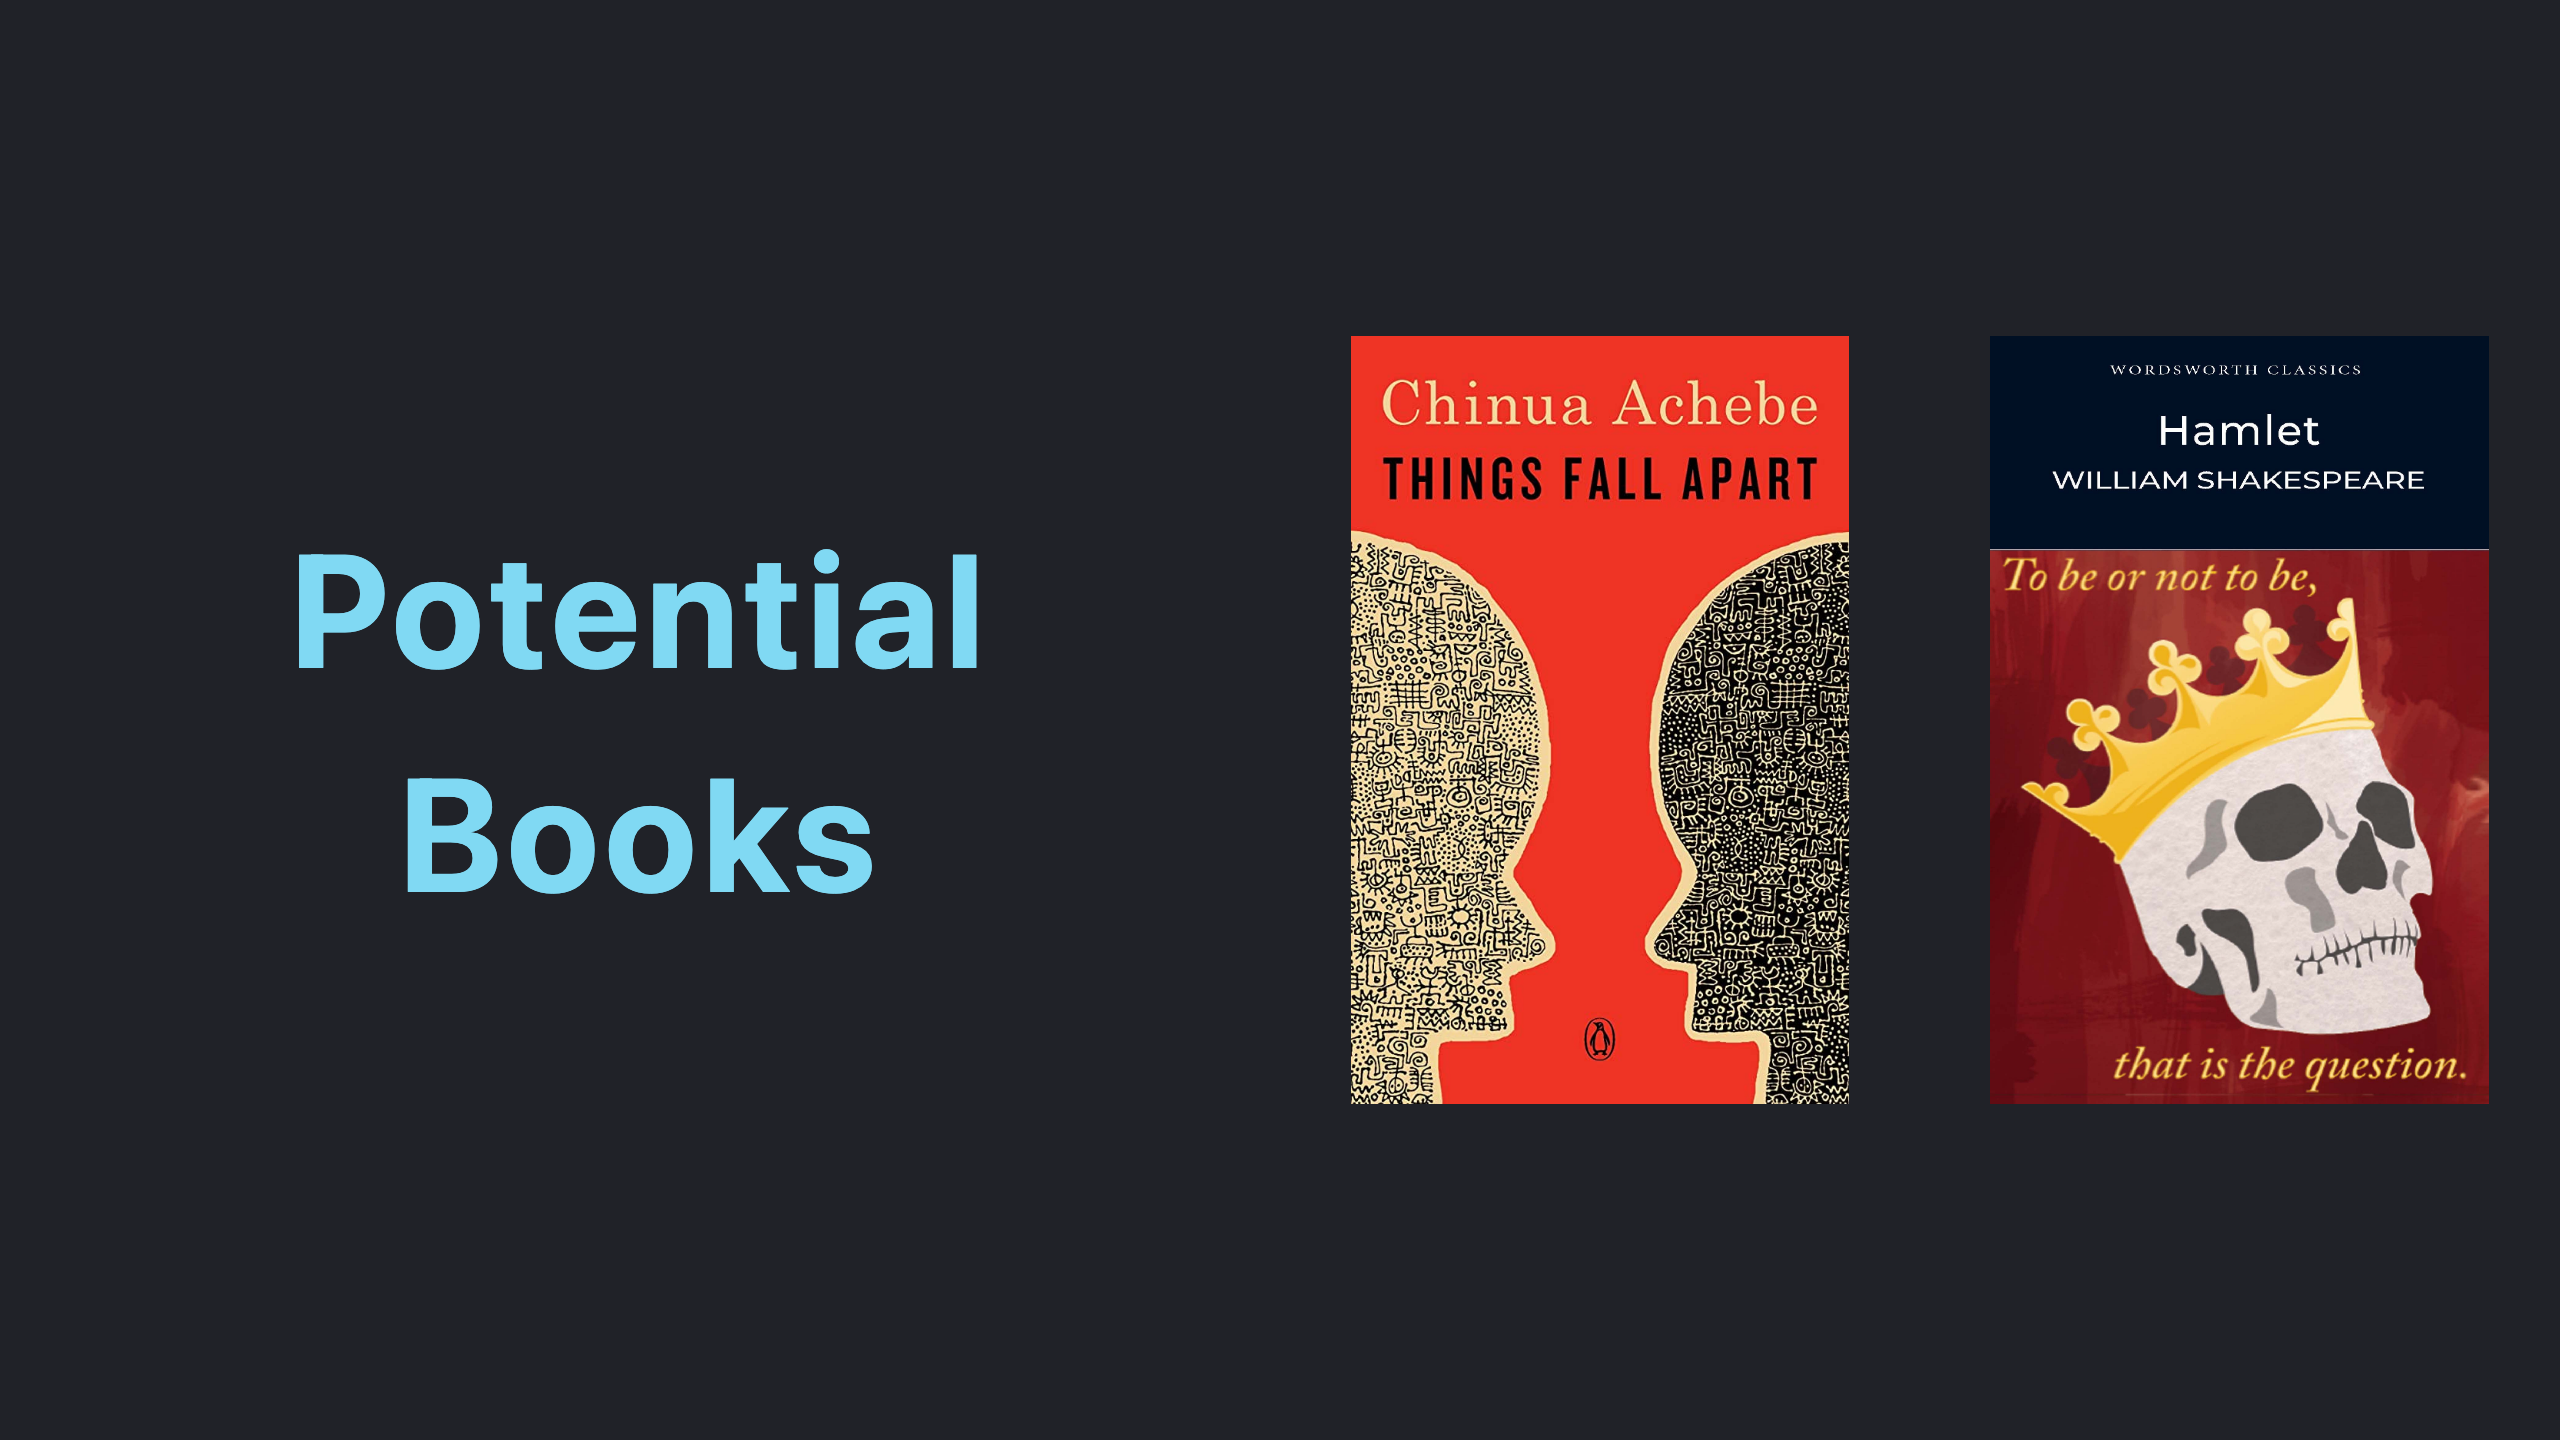 Potential
Books
Chinua Achebe
THINGS FALL APART
WORDSWORTH CLASSICS
Hamlet
WILLIAM SHAKESPEARE
To be or not to be,
that is the question.